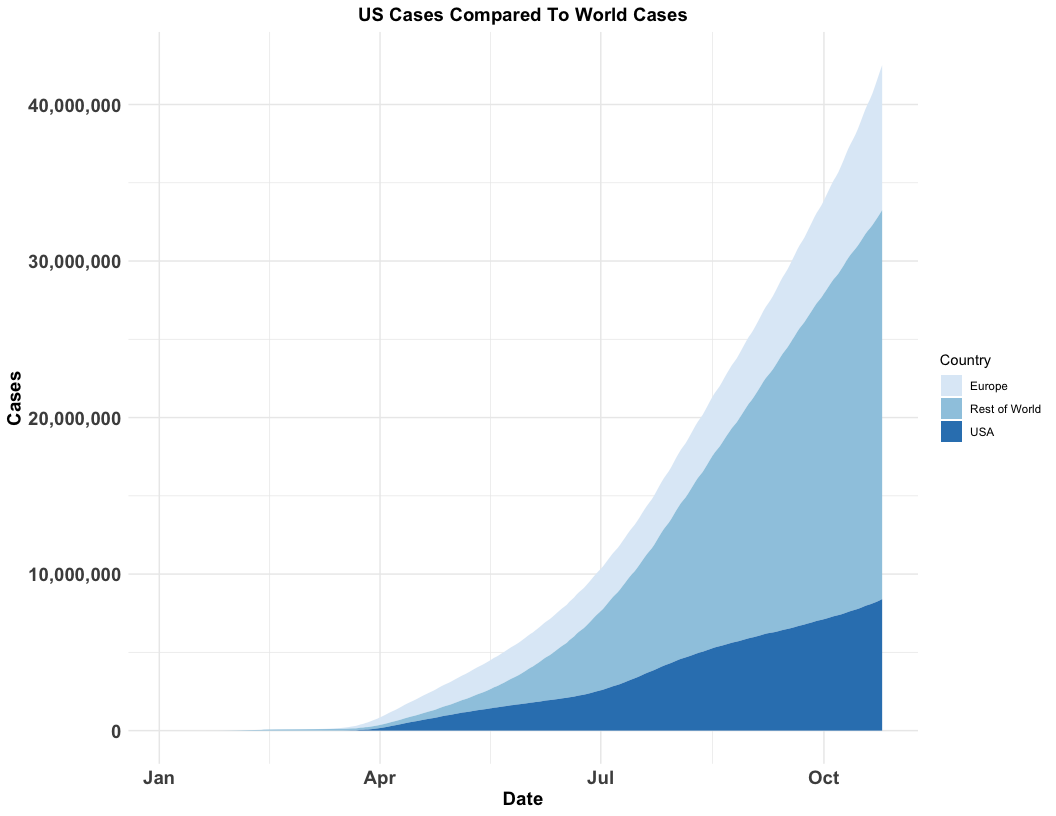 US Cases Compared To World Cases
40,000,000
30,000,000
20,000,000
10,000,000
0
Cases
Jan Apr Jul Oct
Date
Country
Europe
Rest of World
USA